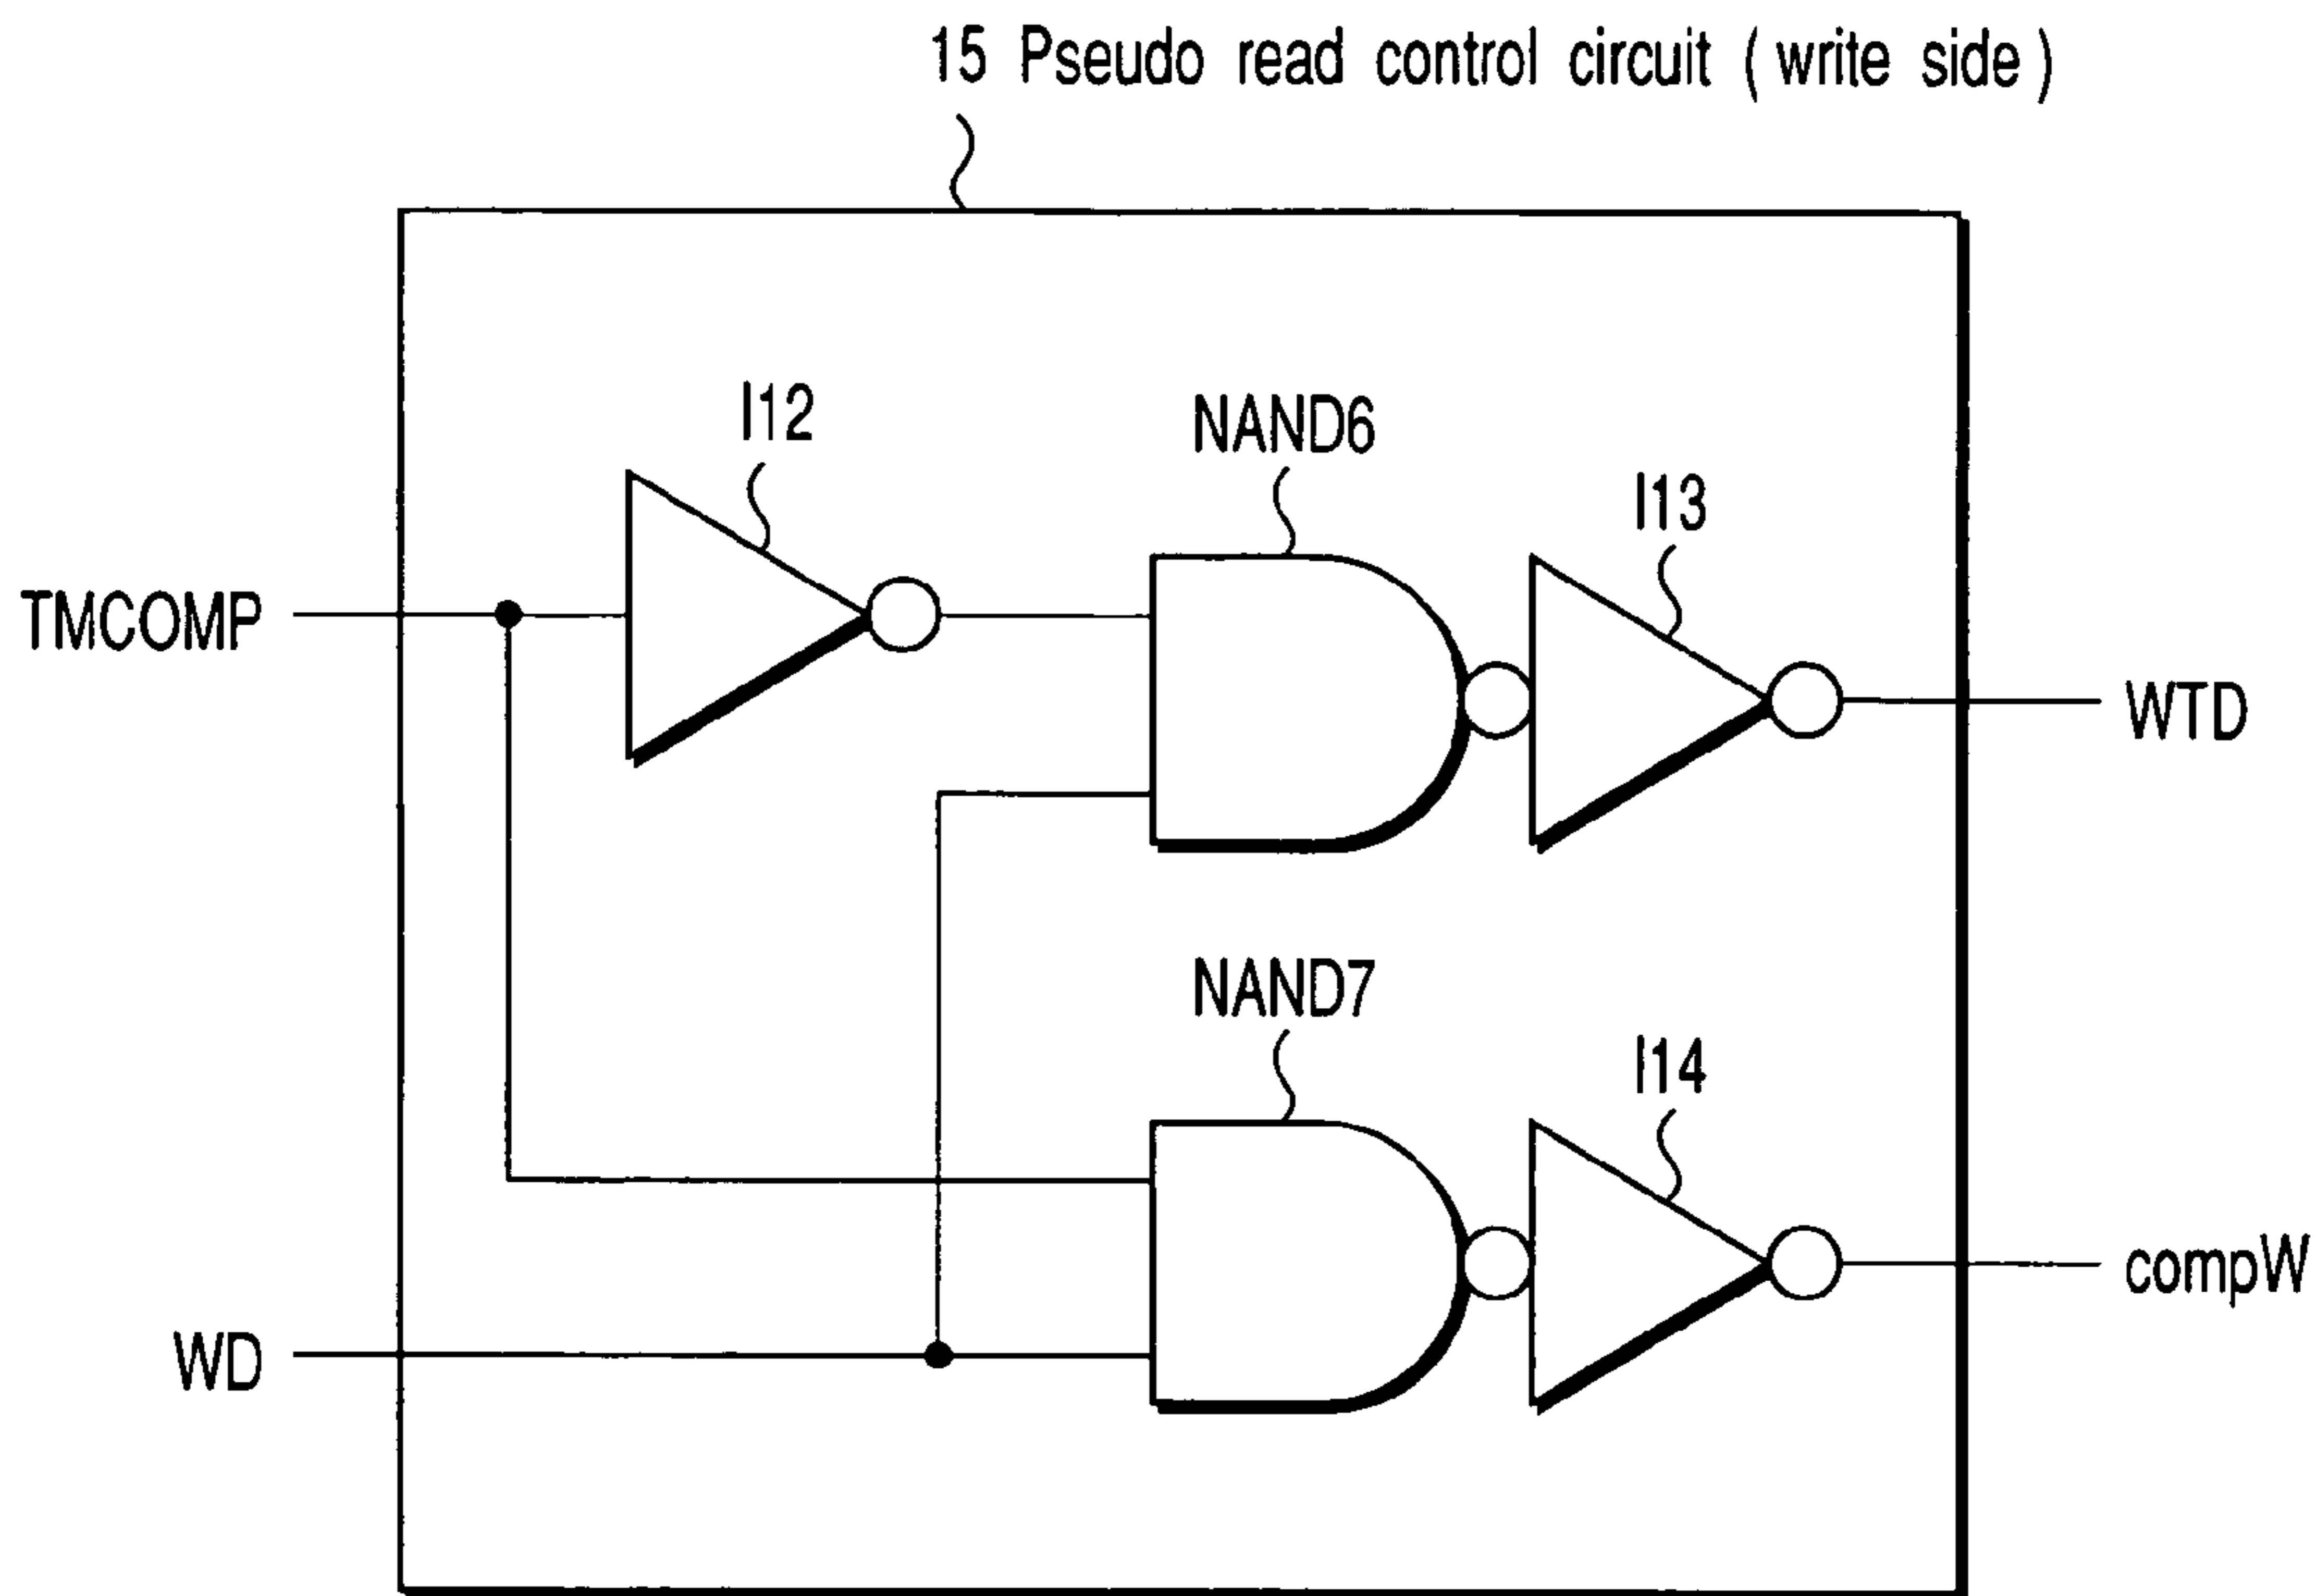 15 Pseudo read control circuit (write side)
I12
NAND6
I13
TMCOMP
WTD
NAND7
I14
compW
WD